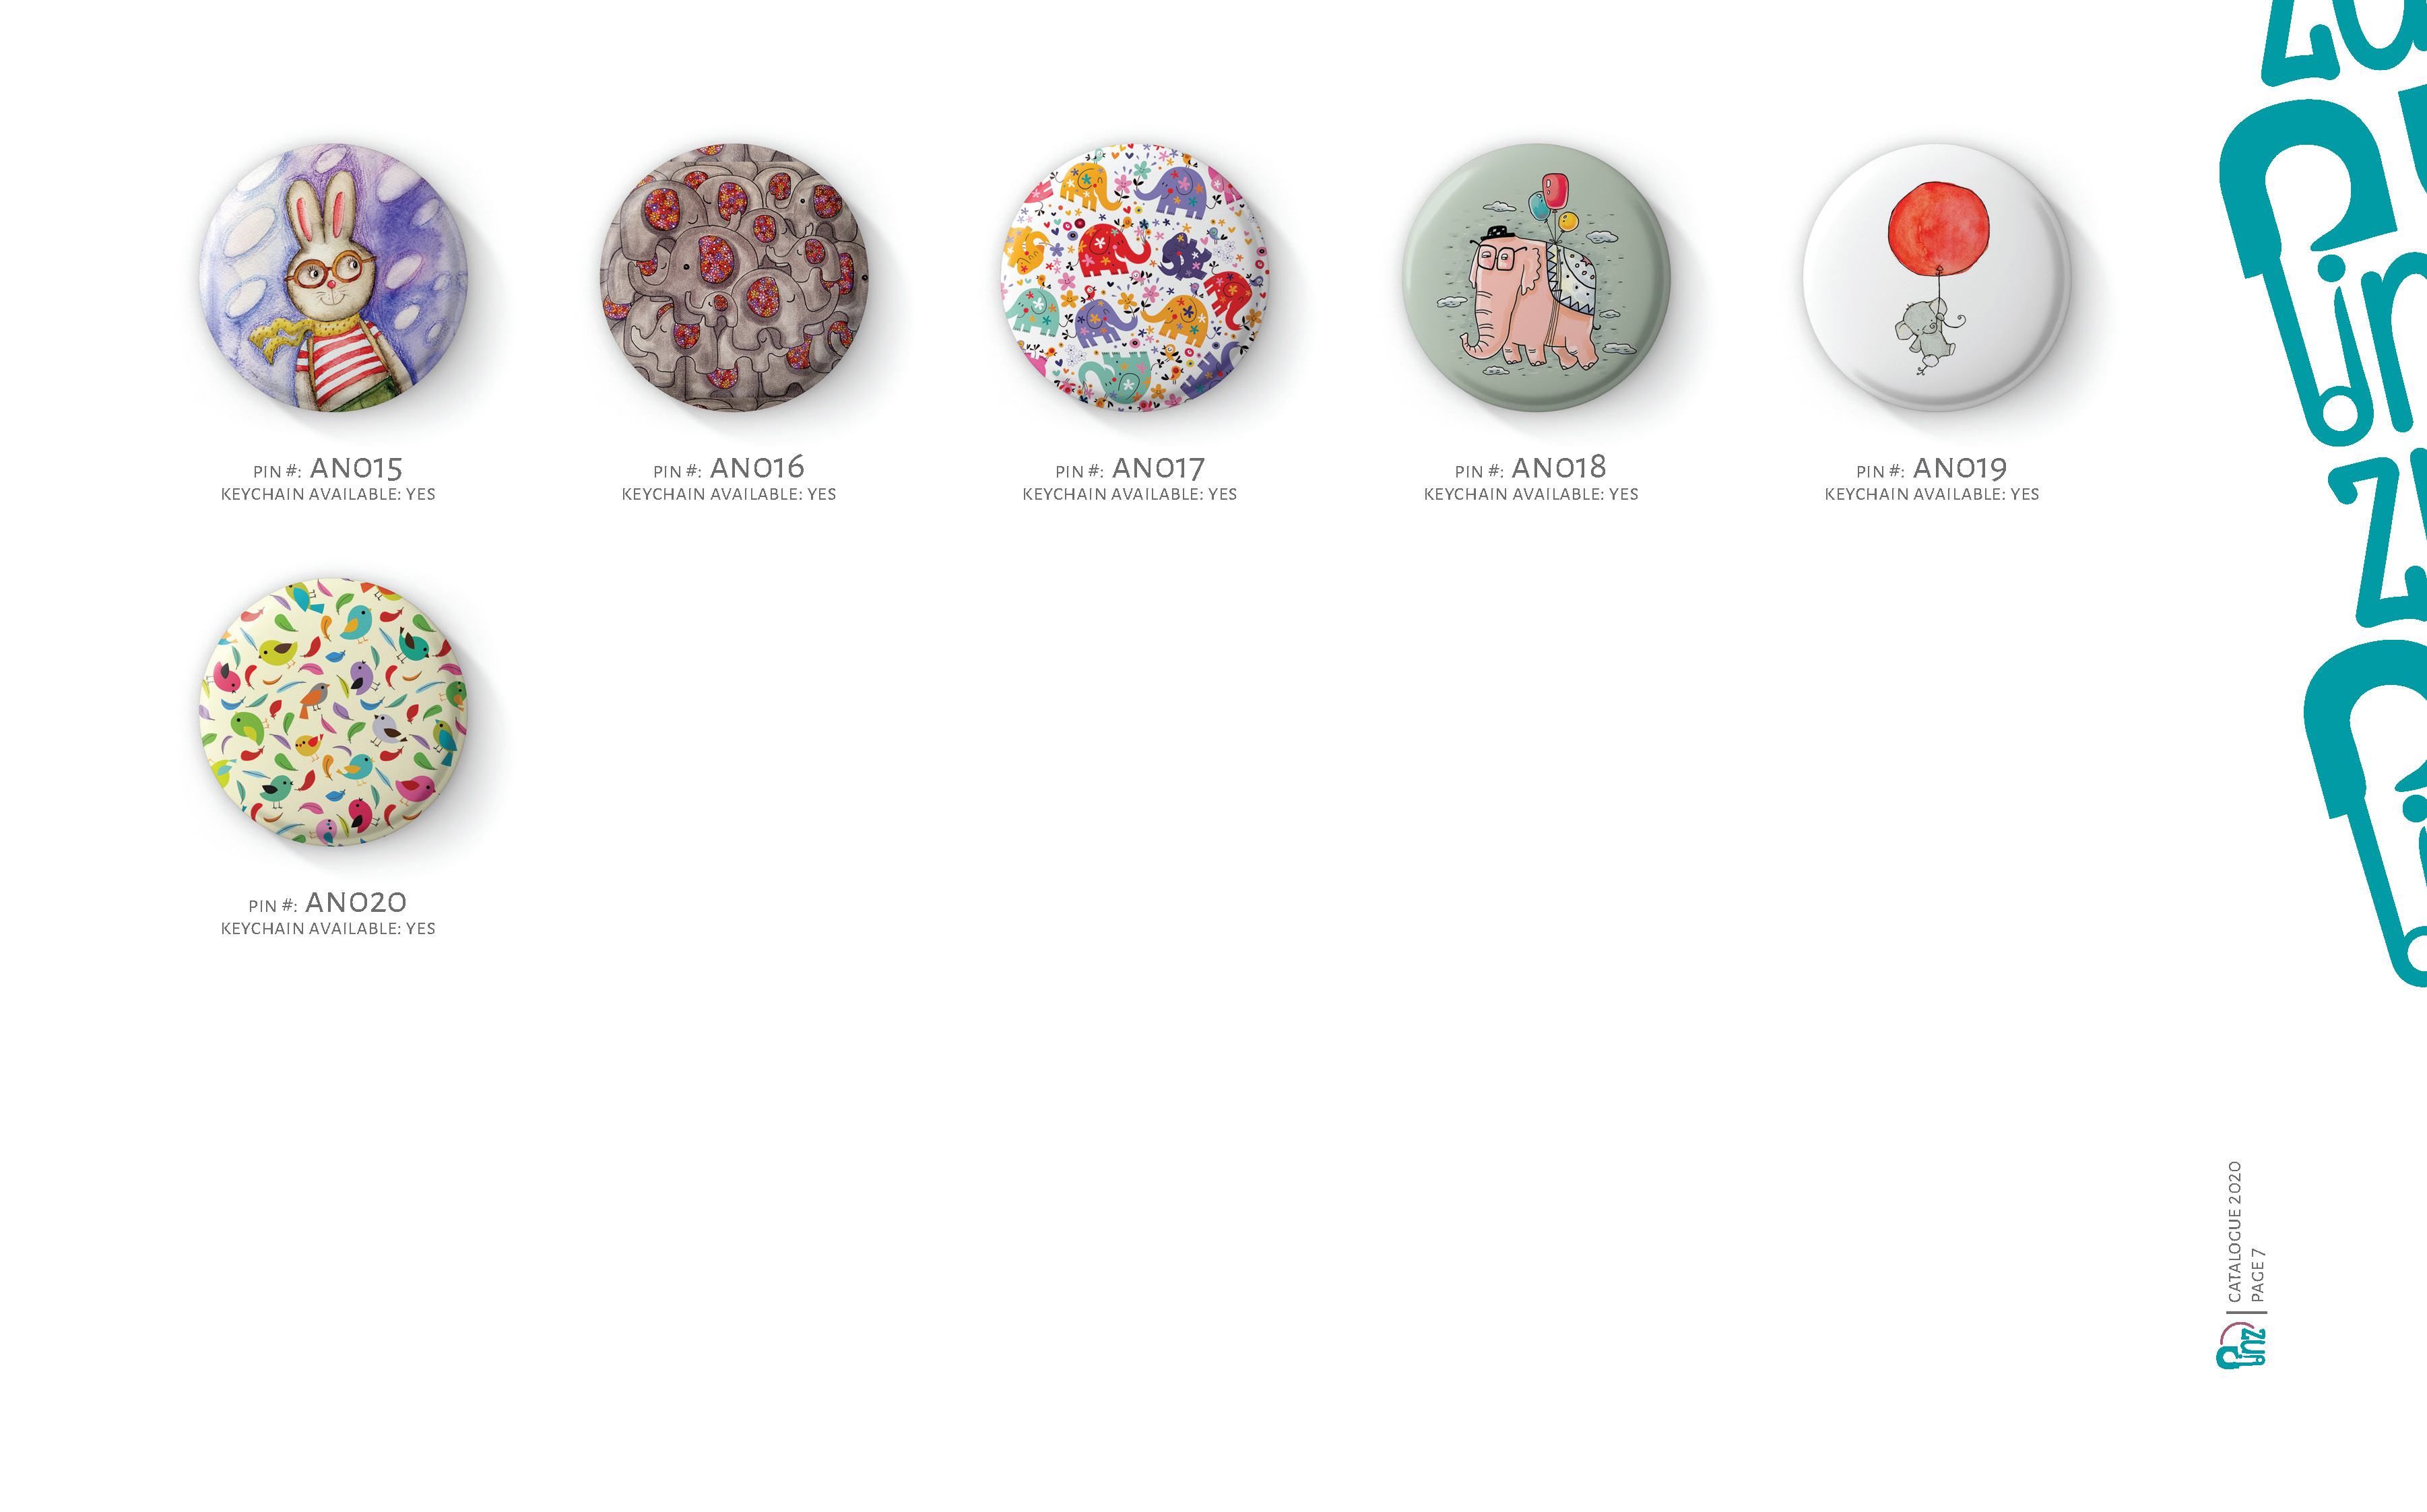 PIN #: AN015
KEYCHAIN AVAILABLE: YES
PIN #: AN016
KEYCHAIN AVAILABLE: YES
PIN #: AN017
KEYCHAIN AVAILABLE: YES
PIN #: AN018
KEYCHAIN AVAILABLE: YES
PIN #: AN019
KEYCHAIN AVAILABLE: YES
PIN #: AN020
KEYCHAIN AVAILABLE: YES
CATALOGUE 2020
PAGE 7